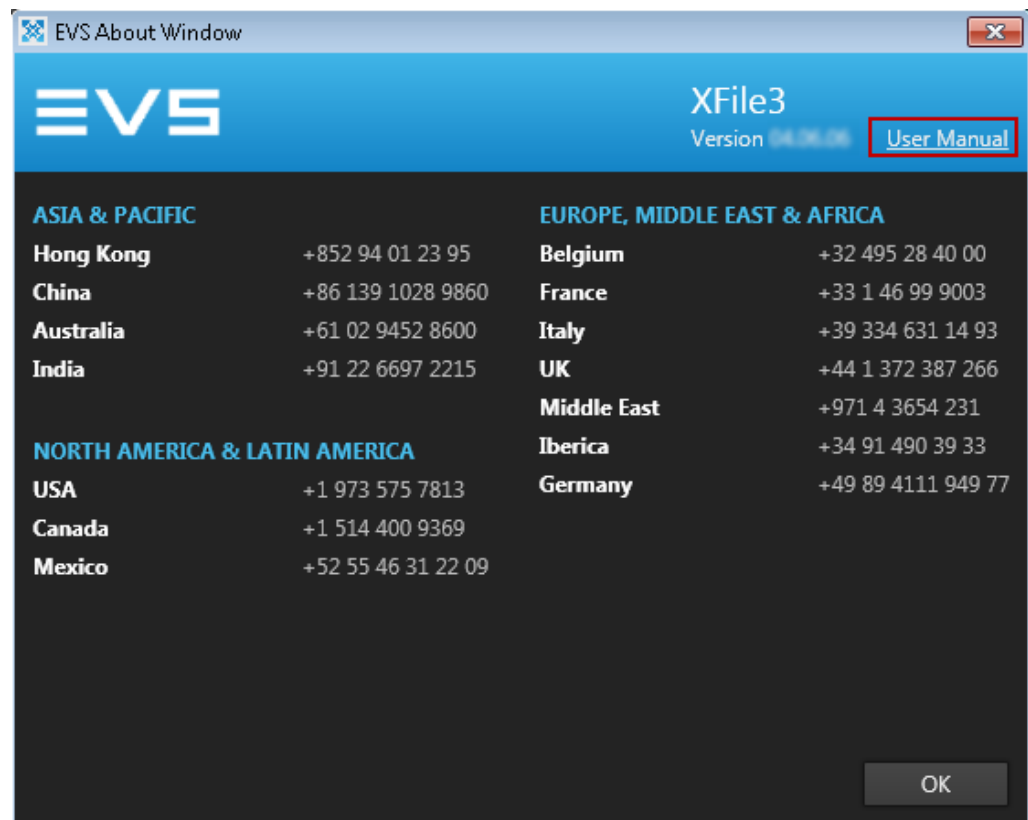 EVS About Window
EVS
XFile3
Version
User Manual
ASIA & PACIFIC
Hong Kong +852 94 01 23 95
China +86 139 1028 9860
Australia +61 02 9452 8600
India +91 22 6697 2215
NORTH AMERICA & LATIN AMERICA
USA +1 973 575 7813
Canada +1 514 400 9369
Mexico +52 55 46 31 22 09
EUROPE, MIDDLE EAST & AFRICA
Belgium +32 495 28 40 00
France +33 1 46 99 9003
Italy +39 334 631 14 93
UK +44 1 372 387 266
Middle East +971 4 3654 231
Iberica +34 91 490 39 33
Germany +49 89 4111 949 77
OK